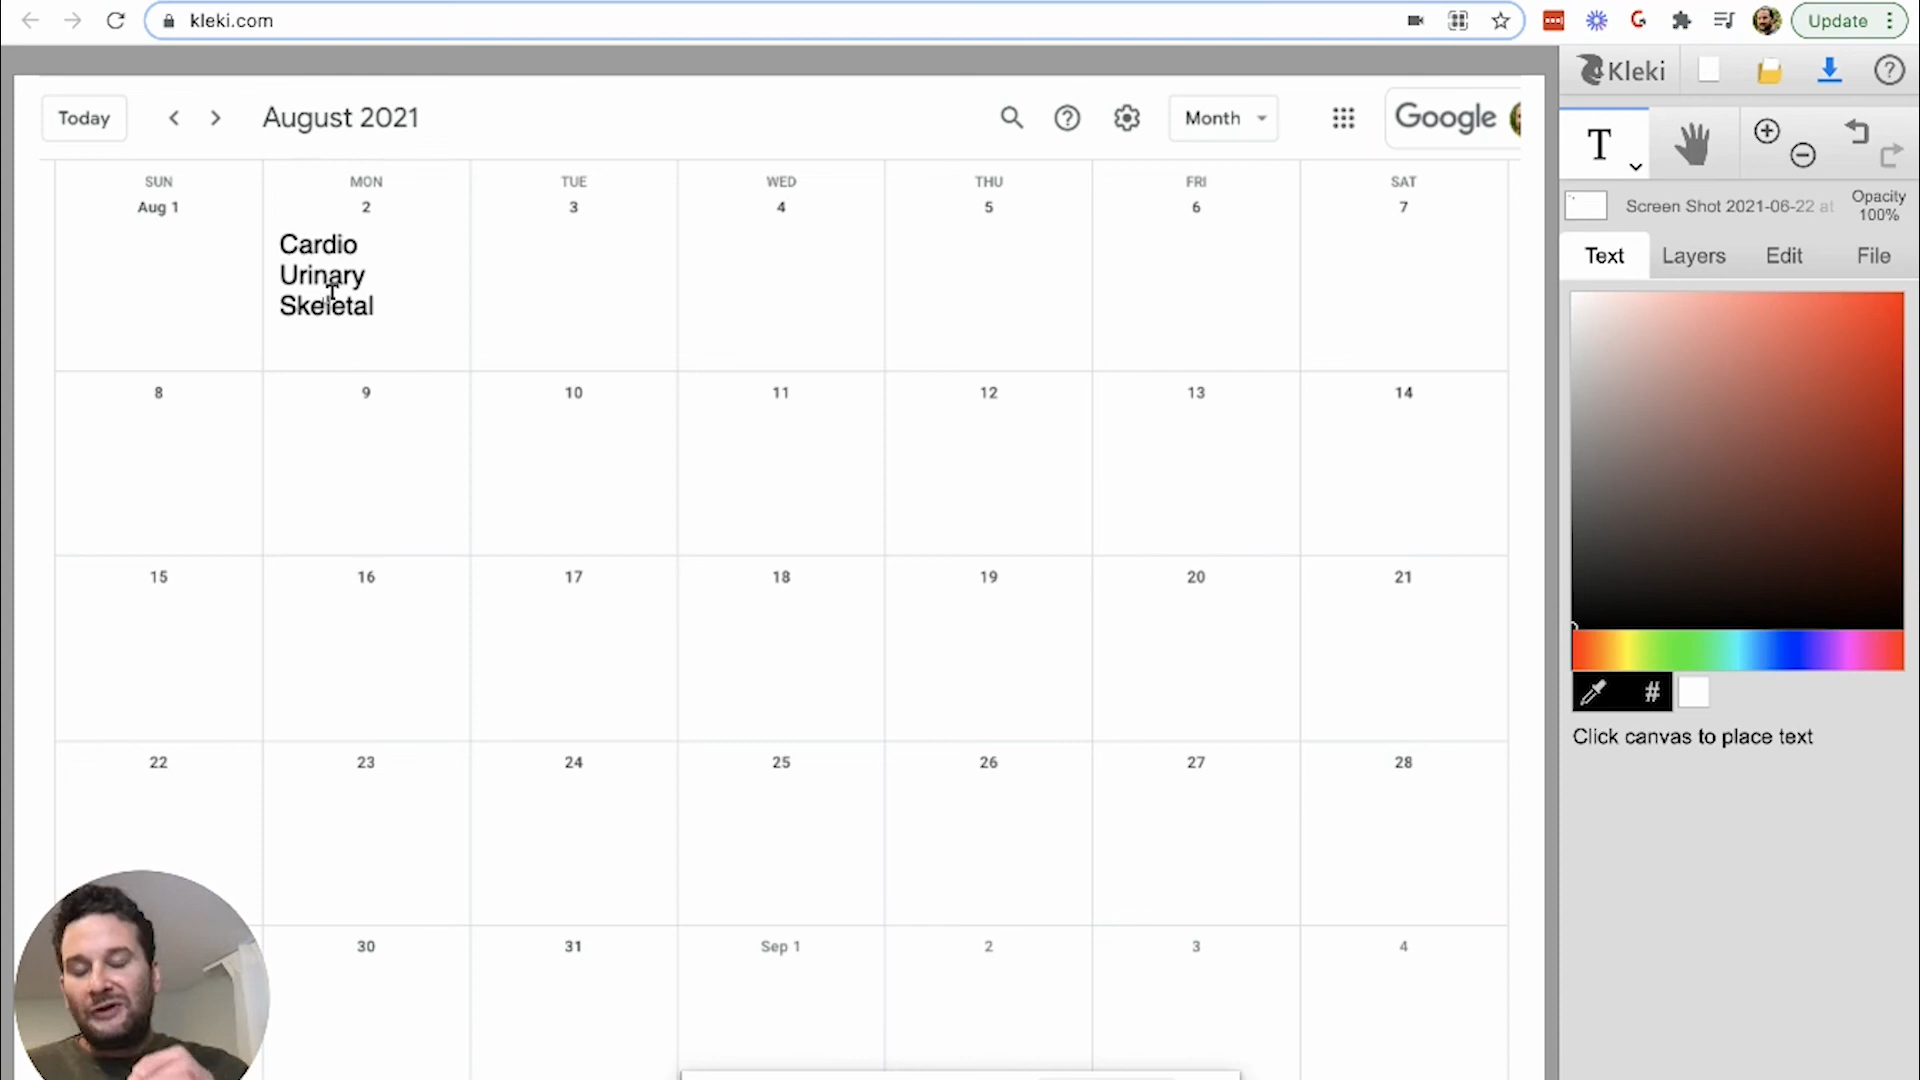 kleki.com
Update
Kleki
Today
August 2021
Month
Google
T
Screen Shot 2021-06-22 at
Opacity
100%
Text Layers Edit File
SUN MON TUE WED THU FRI SAT
Aug 1 2 3 4 5 6 7
Cardio
Urinary
Skeletal
8 9 10 11 12 13 14
15 16 17 18 19 20 21
22 23 24 25 26 27 28
30 31 Sep 1 2 3 4
#
Click canvas to place text